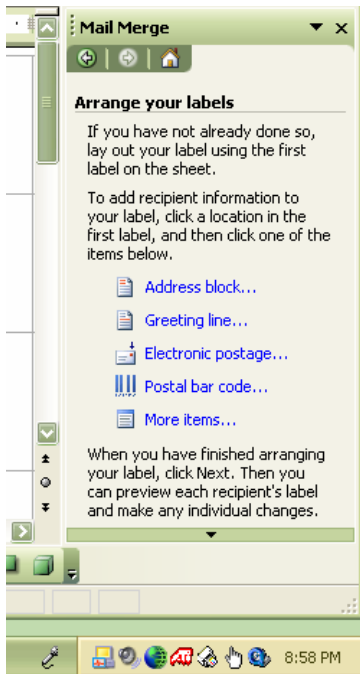 Mail Merge
Arrange your labels
If you have not already done so,
lay out your label using the first
label on the sheet.
To add recipient information to
your label, click a location in the
first label, and then click one of the
items below.
Address block...
Greeting line...
Electronic postage...
Postal bar code...
More items...
When you have finished arranging
your label, click Next. Then you
can preview each recipient's label
and make any individual changes.
8:58 PM